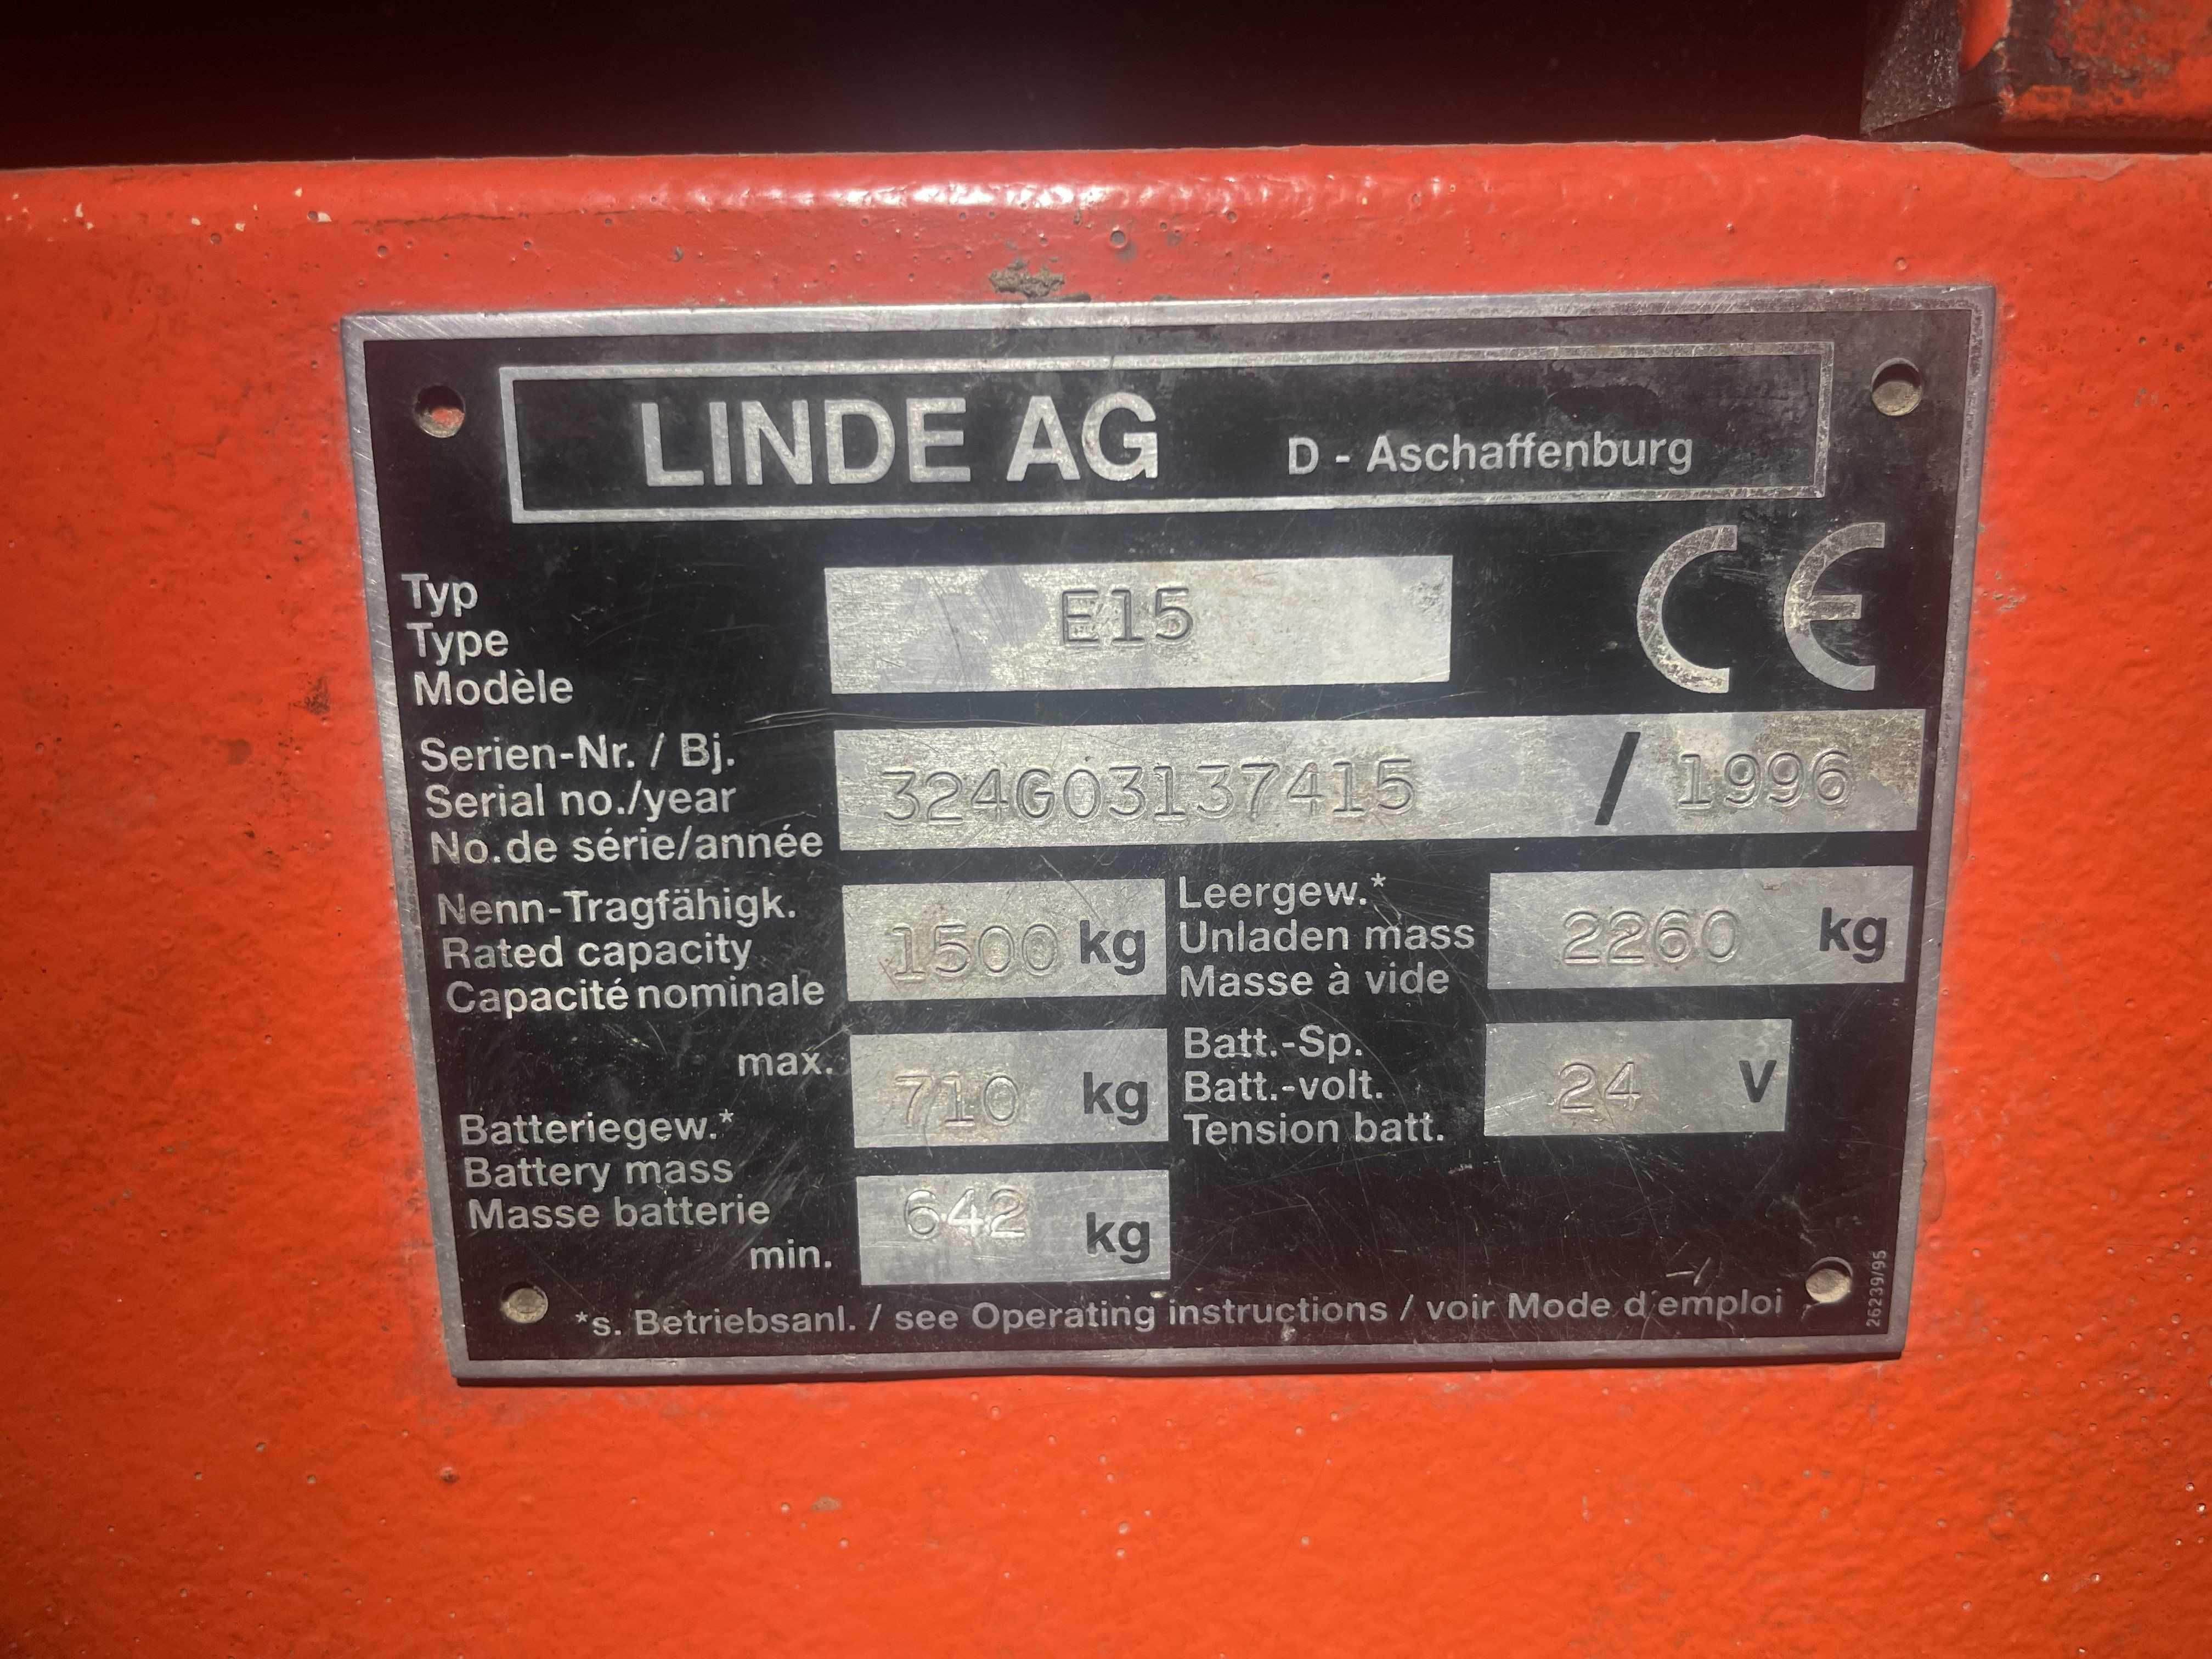 LINDE AG D - Aschaffenburg
CE
Typ
Type
Modèle
E15
Serien-Nr. / Bj.
Serial no./year
No.de série/année
324G03137415 / 1996
Nenn-Tragfähigk.
Rated capacity
Capacité nominale
1500 kg
Leergew.*
Unladen mass
Masse à vide
2260 kg
max.
710 kg
Batteriegew.*
Battery mass
Masse batterie
min.
642 kg
Batt.-Sp.
Batt.-volt.
Tension batt.
24 V
*s. Betriebsanl. / see Operating instructions / voir Mode d'emploi
26239/95